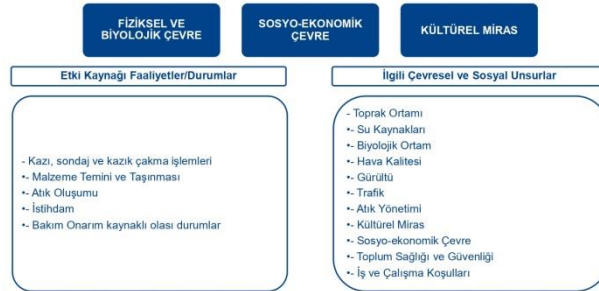 FİZİKSEL VE
BİYOLOJİK ÇEVRE
SOSYO-EKONOMİK
ÇEVRE
KÜLTÜREL MİRAS
Etki Kaynağı Faaliyetler/Durumlar
- Kazı, sondaj ve kazık çakma işlemleri
•- Malzeme Temini ve Taşınması
•- Atık Oluşumu
•- İstihdam
•- Bakım Onarım kaynaklı olası durumlar
İlgili Çevresel ve Sosyal Unsurlar
- Toprak Ortamı
•- Su Kaynakları
•- Biyolojik Ortam
•- Hava Kalitesi
•- Gürültü
•- Trafik
•- Atık Yönetimi
•- Kültürel Miras
•- Sosyo-ekonomik Çevre
•- Toplum Sağlığı ve Güvenliği
•- İş ve Çalışma Koşulları